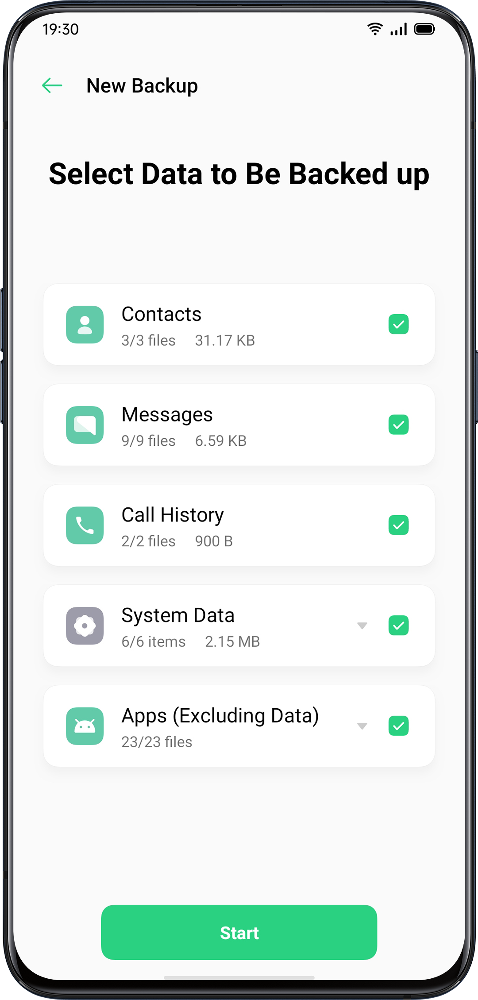 19:30
New Backup
Select Data to Be Backed up
Contacts
3/3 files 31.17 KB
Messages
9/9 files 6.59 KB
Call History
2/2 files 900 B
System Data
6/6 items 2.15 MB
Apps (Excluding Data)
23/23 files
Start